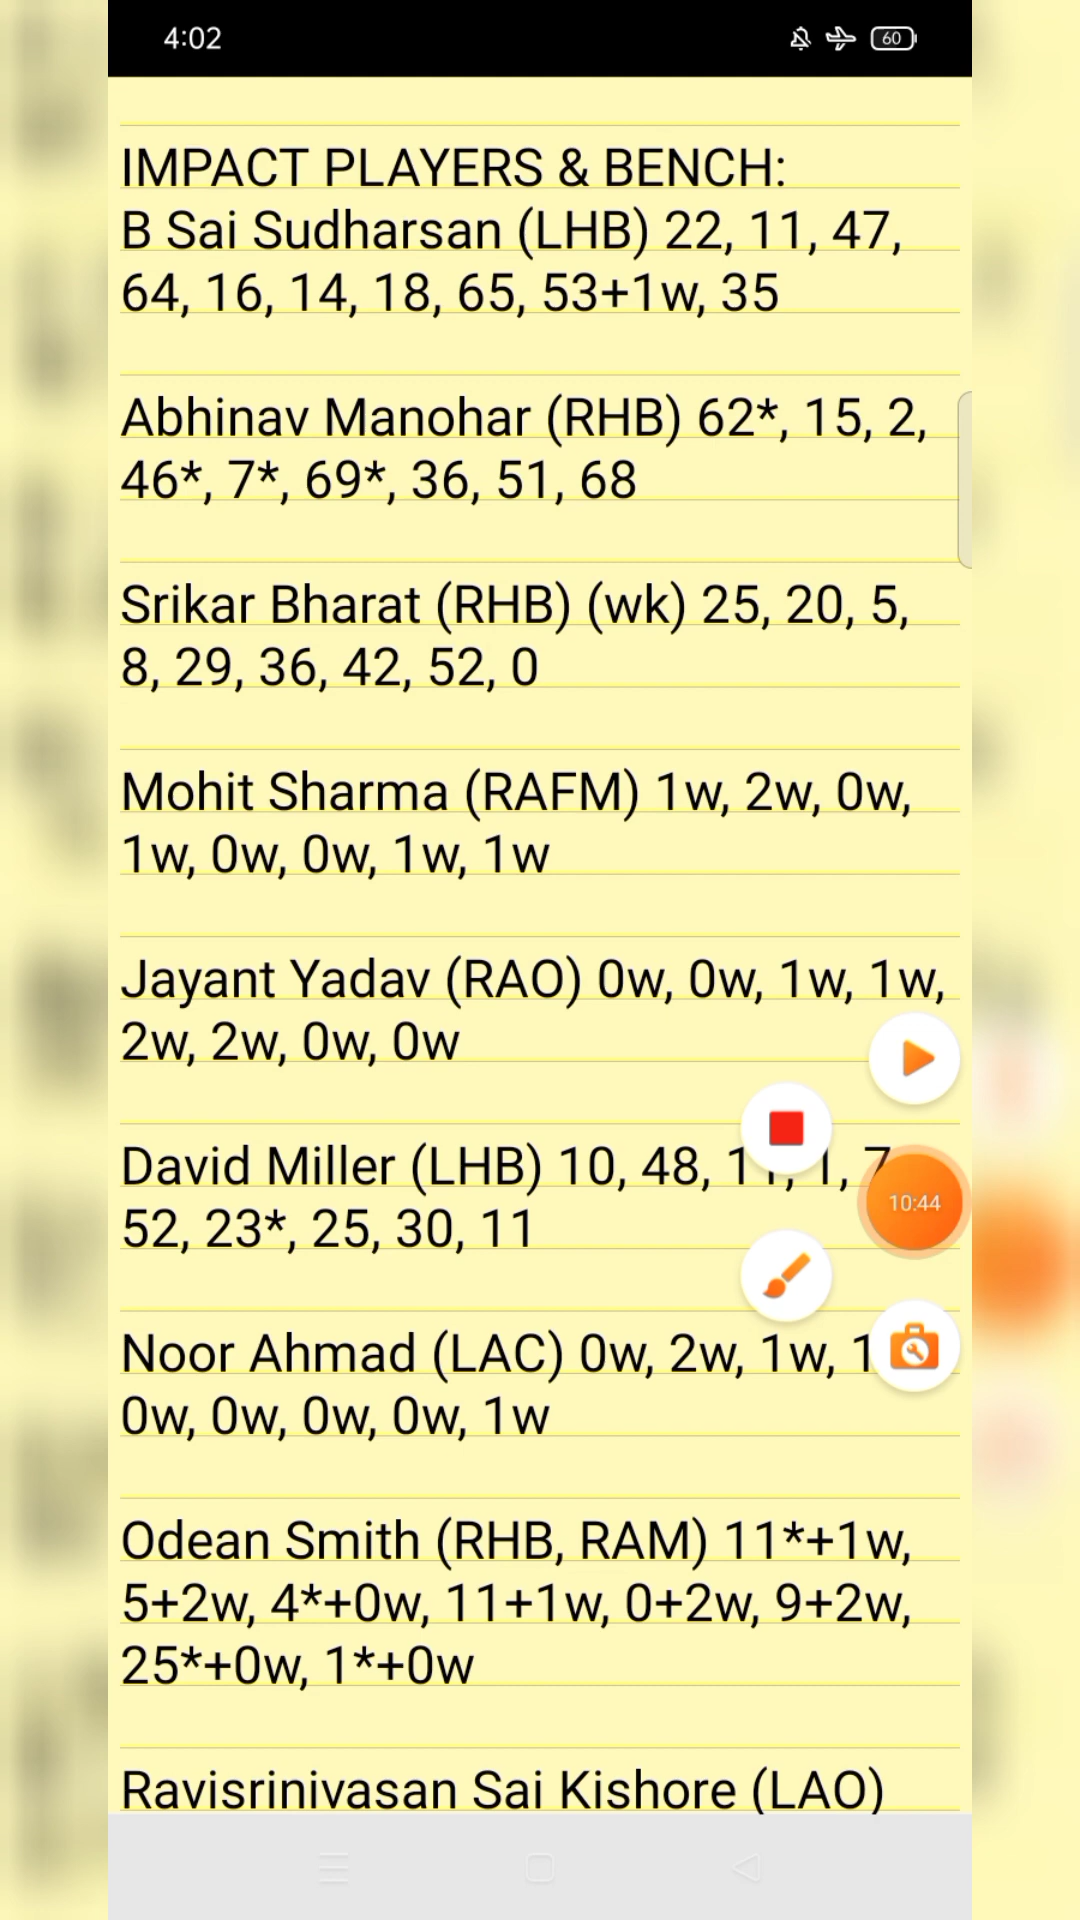 4:02
60
IMPACT PLAYERS & BENCH:
B Sai Sudharsan (LHB) 22, 11, 47,
64, 16, 14, 18, 65, 53+1w, 35
Abhinav Manohar (RHB) 62*, 15, 2,
46*, 7*, 69*, 36, 51, 68
Srikar Bharat (RHB) (wk) 25, 20, 5,
8, 29, 36, 42, 52, 0
Mohit Sharma (RAFM) 1w, 2w, 0w,
1w, 0w, 0w, 1w, 1w
Jayant Yadav (RAO) 0w, 0w, 1w, 1w,
2w, 2w, 0w, 0w
David Miller (LHB) 10, 48, 11, 1, 7
10:44
52, 23*, 25, 30, 11
Noor Ahmad (LAC) 0w, 2w, 1w,
0w, 0w, 0w, 0w, 1w
Odean Smith (RHB, RAM) 11*+1w,
5+2w, 4*+0w, 11+1w, 0+2w, 9+2w,
25*+0w, 1*+0w
Ravisrinivasan Sai Kishore (LAO)